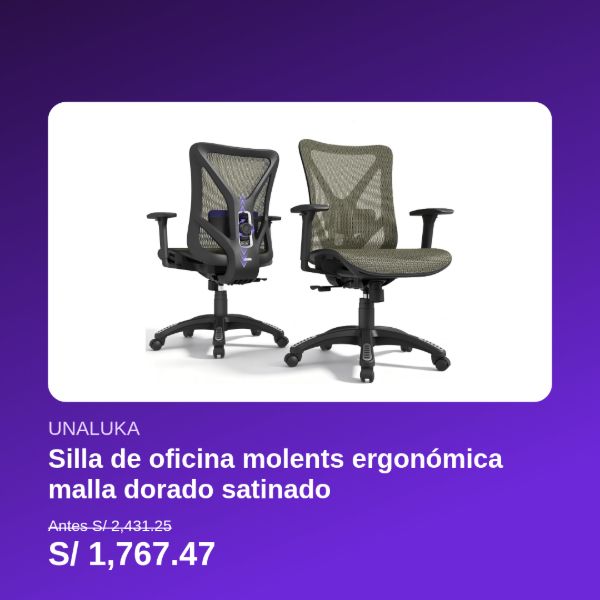 UNALUKA
Silla de oficina molents ergonómica
malla dorado satinado
Antes S/ 2,431.25
S/ 1,767.47